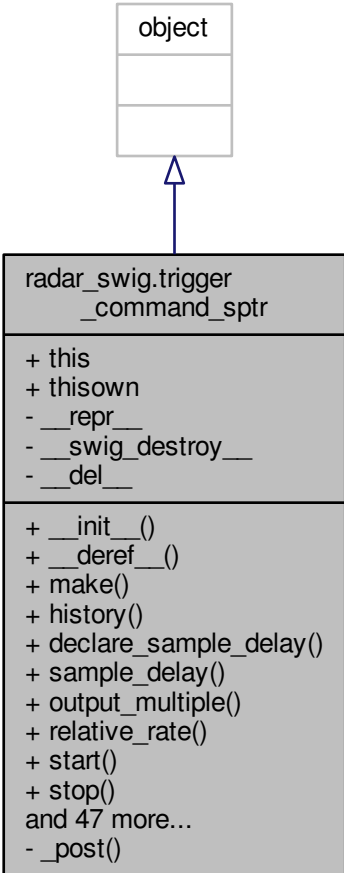 object
radar_swig.trigger
_command_sptr
+ this
+ thisown
- __repr__
- __swig_destroy__
- __del__
+ __init__()
+ __deref__()
+ make()
+ history()
+ declare_sample_delay()
+ sample_delay()
+ output_multiple()
+ relative_rate()
+ start()
+ stop()
and 47 more...
- _post()